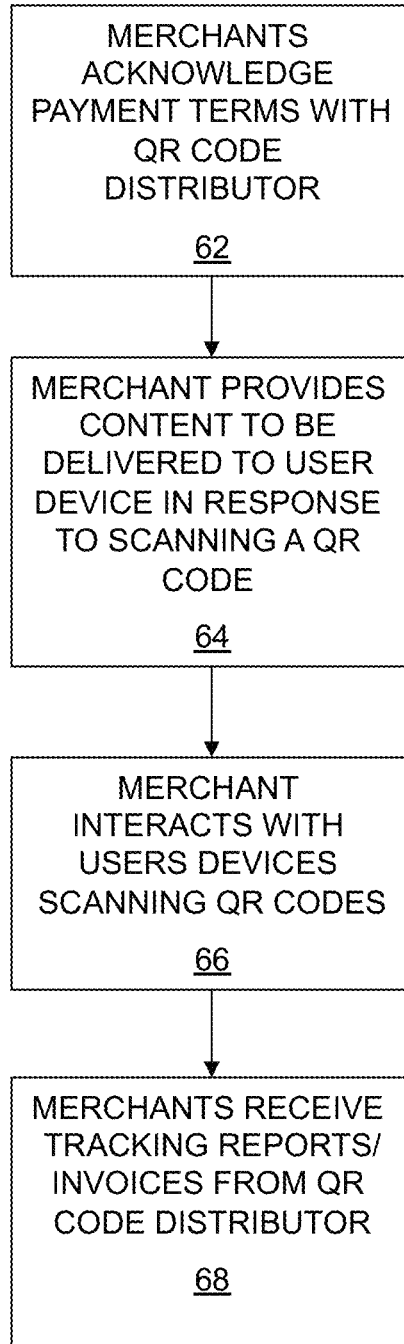 MERCHANTS
ACKNOWLEDGE
PAYMENT TERMS WITH
QR CODE
DISTRIBUTOR
62
MERCHANT PROVIDES
CONTENT TO BE
DELIVERED TO USER
DEVICE IN RESPONSE
TO SCANNING A QR
CODE
64
MERCHANT
INTERACTS WITH
USERS DEVICES
SCANNING QR CODES
66
MERCHANTS RECEIVE
TRACKING REPORTS/
INVOICES FROM QR
CODE DISTRIBUTOR
68